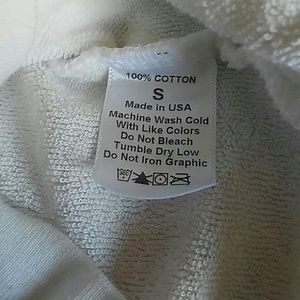 100% COTTON
S
Made in USA
Machine Wash Cold
With Like Colors
Do Not Bleach
Tumble Dry Low
Do Not Iron Graphic